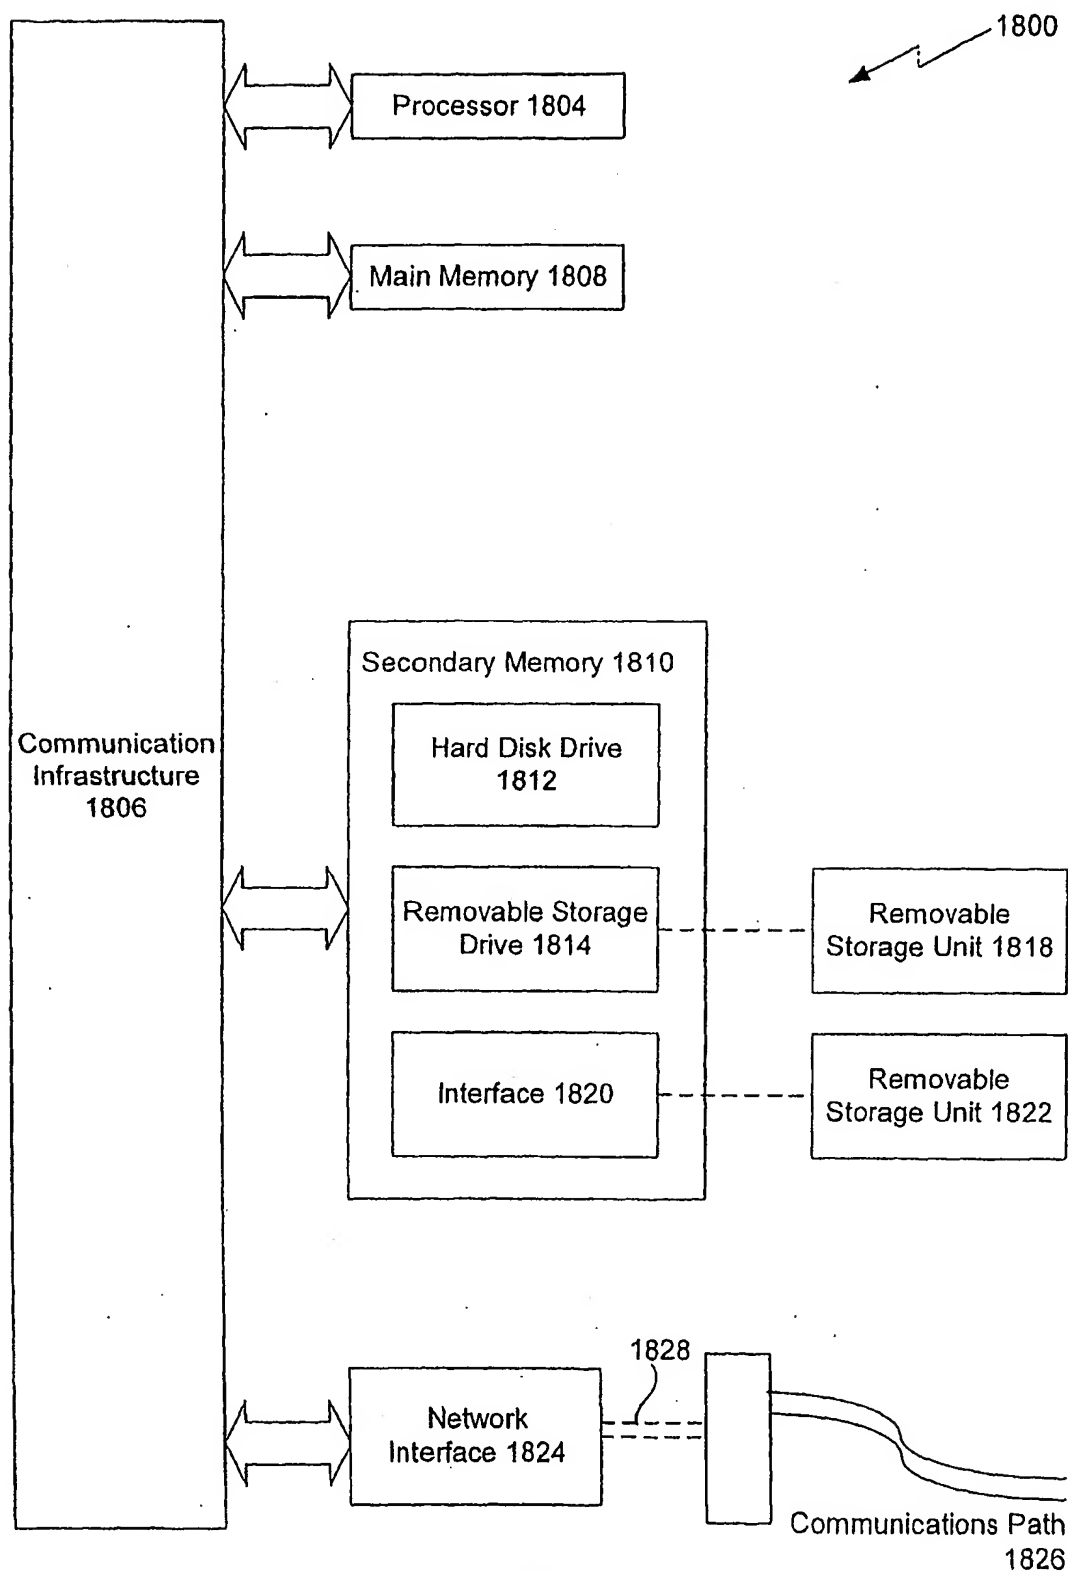 1800
Processor 1804
Main Memory 1808
Secondary Memory 1810
Hard Disk Drive
1812
Communication
Infrastructure
1806
Removable Storage
Drive 1814
Removable
Storage Unit 1818
Interface 1820
Removable
Storage Unit 1822
1828
Network
Interface 1824
Communications Path
1826